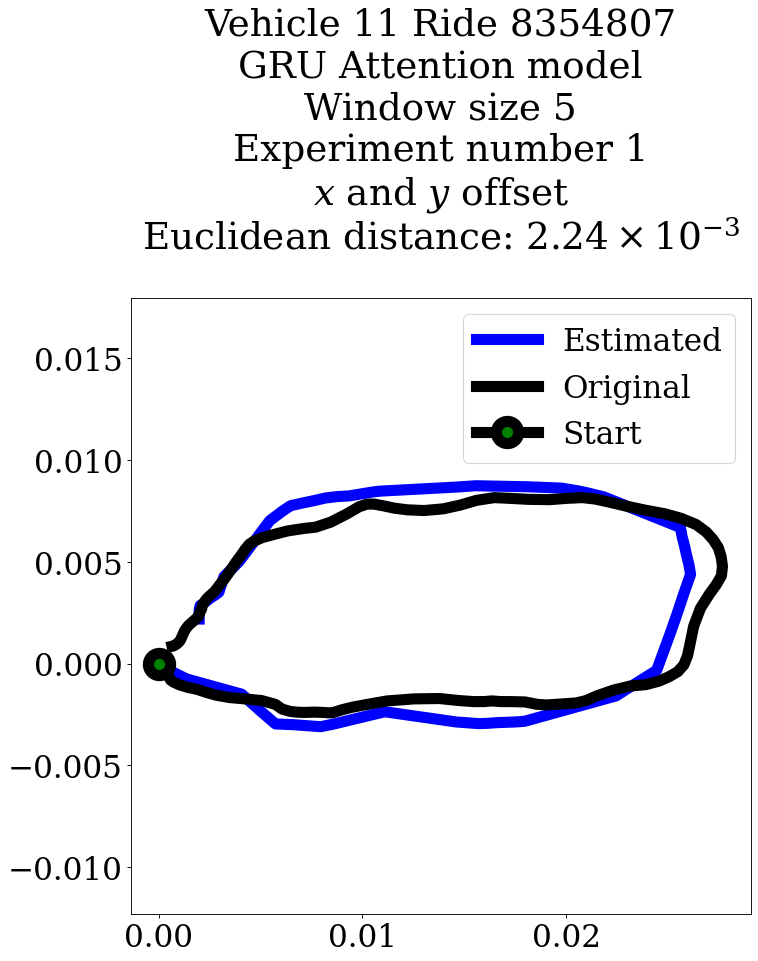 Vehicle 11 Ride 8354807
GRU Attention model
Window size 5
Experiment number 1
x and y offset
Euclidean distance: 2.24 × 10⁻³
Estimated
Original
Start
0.015
0.010
0.005
0.000
−0.005
−0.010
0.00 0.01 0.02